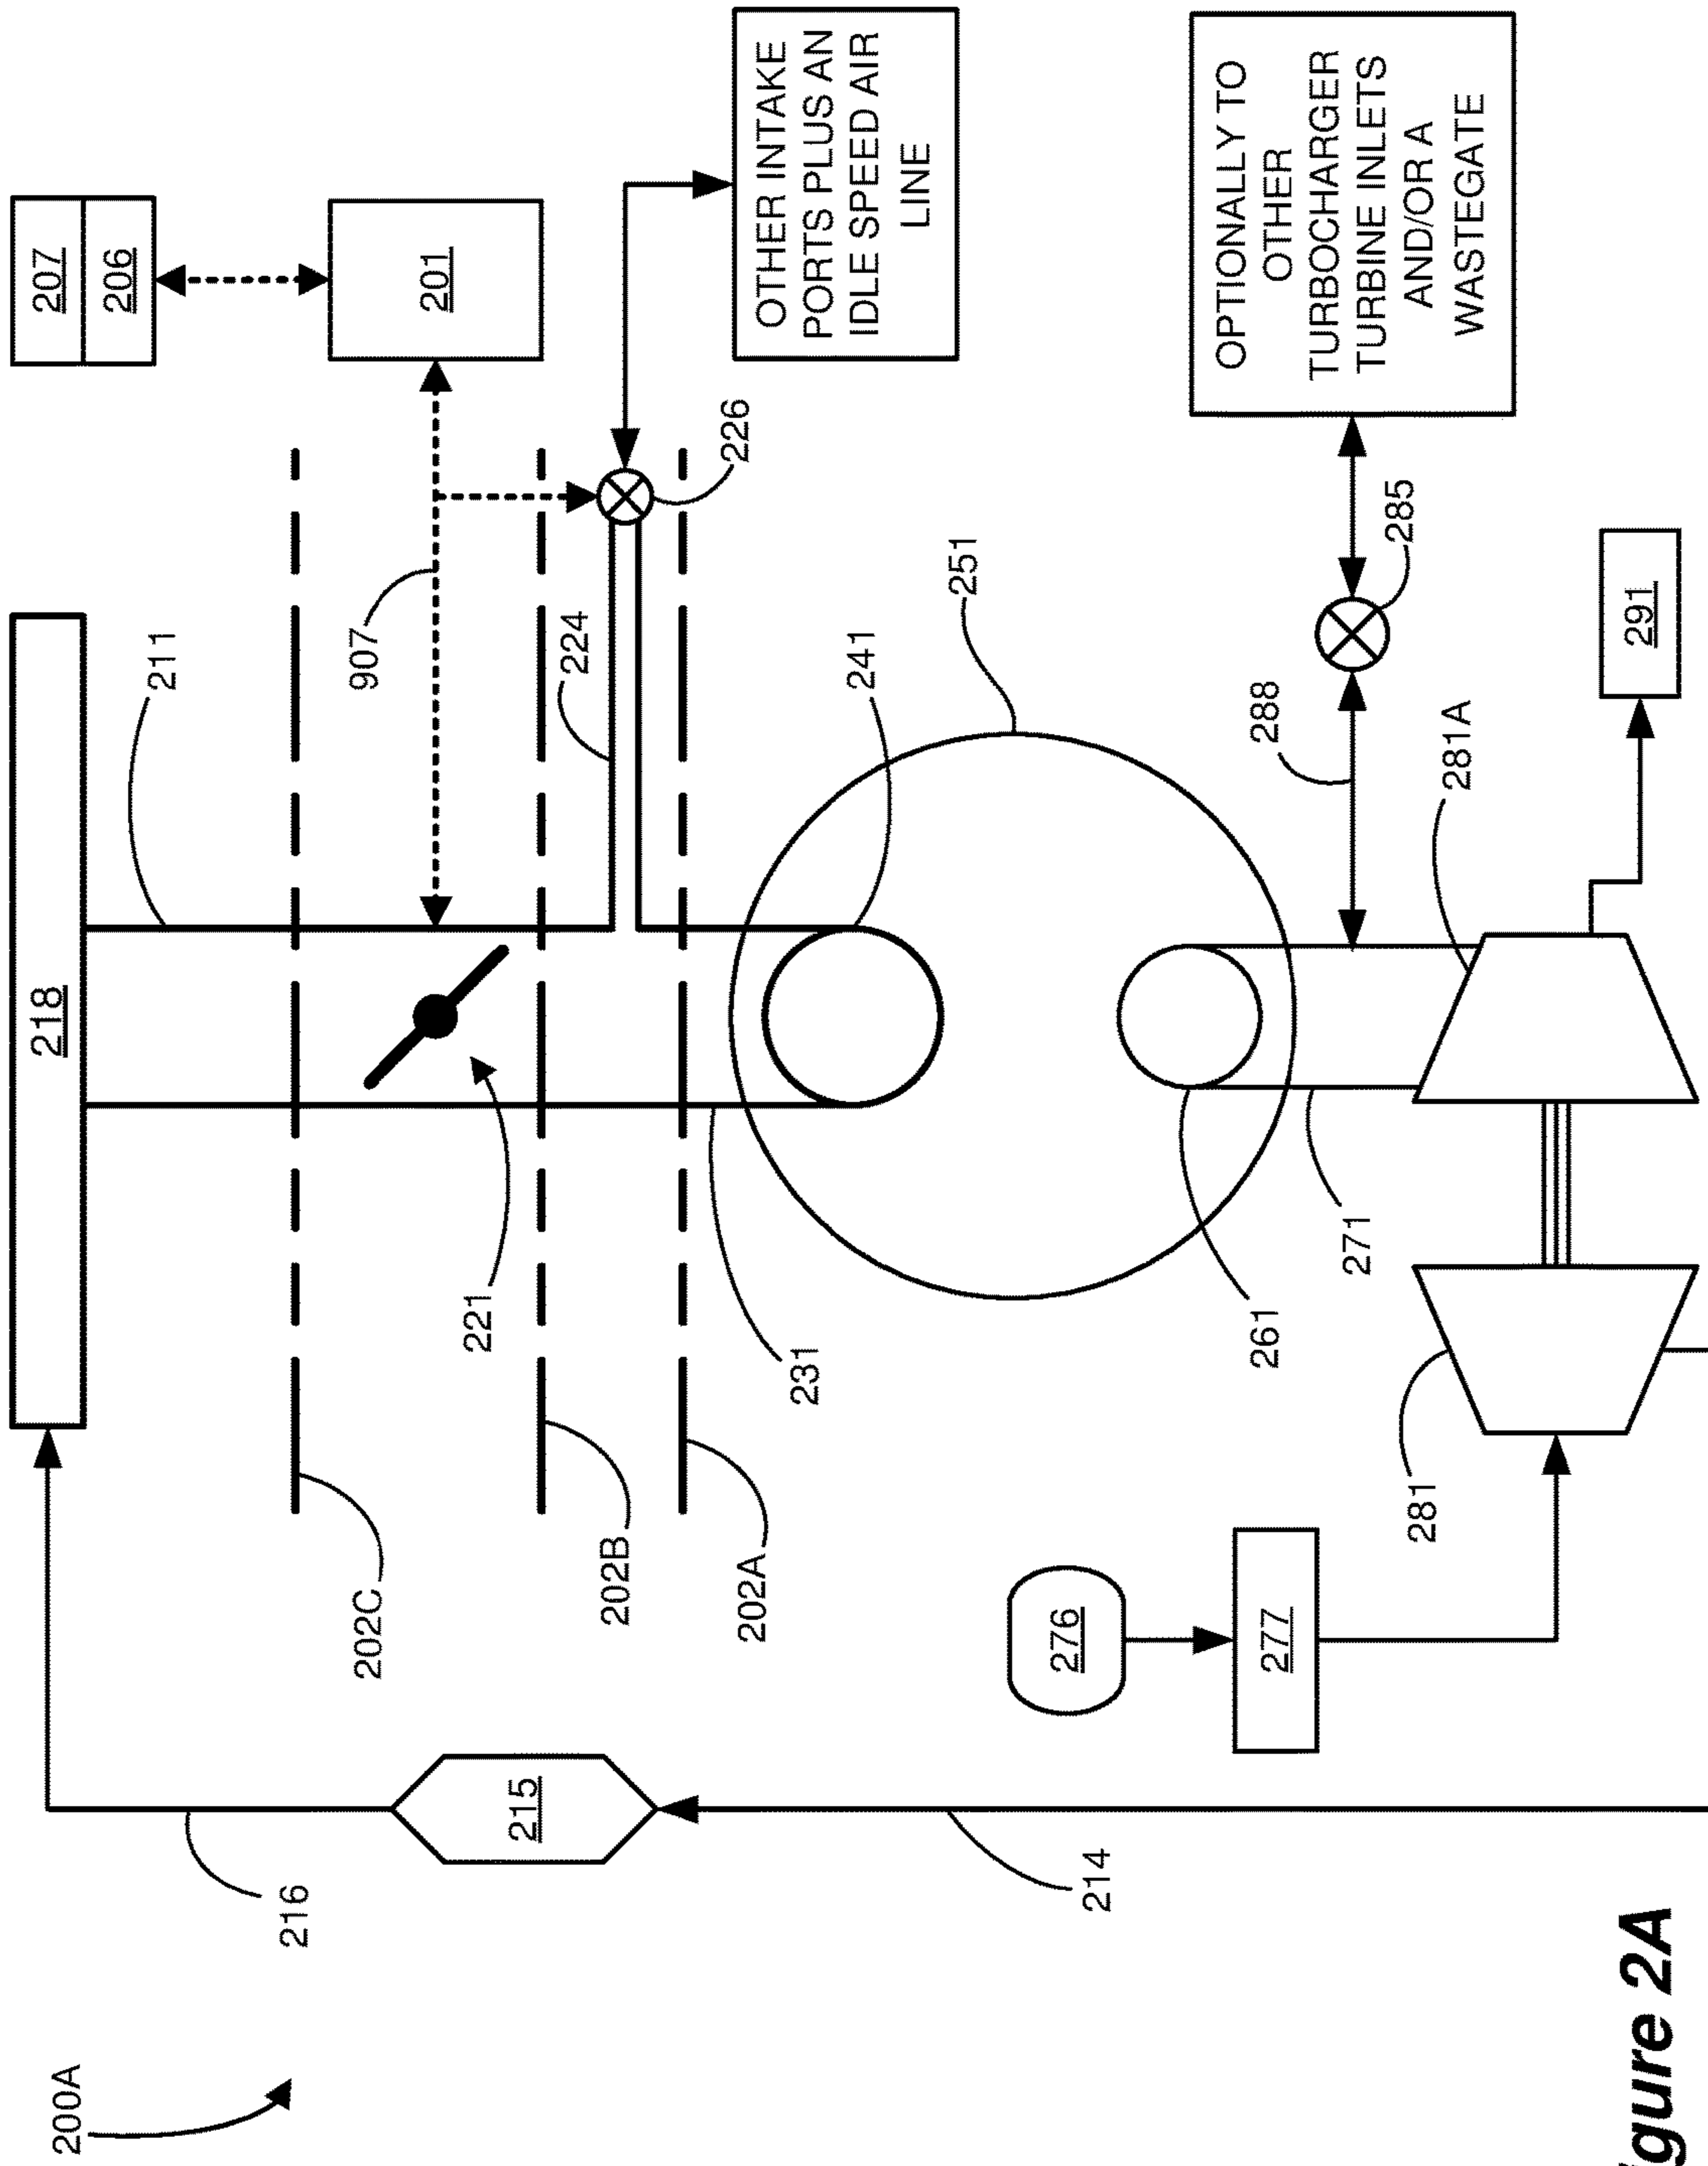 200A
218
207
206
211
216
202C
907
201
221
215
224
202B
202A
226
OTHER INTAKE
PORTS PLUS AN
IDLE SPEED AIR
LINE
231
241
251
276
214
277
261
288
OPTIONALLY TO
OTHER
TURBOCHARGER
TURBINE INLETS
AND/OR A
WASTEGATE
271
285
281
281A
291
igure 2A